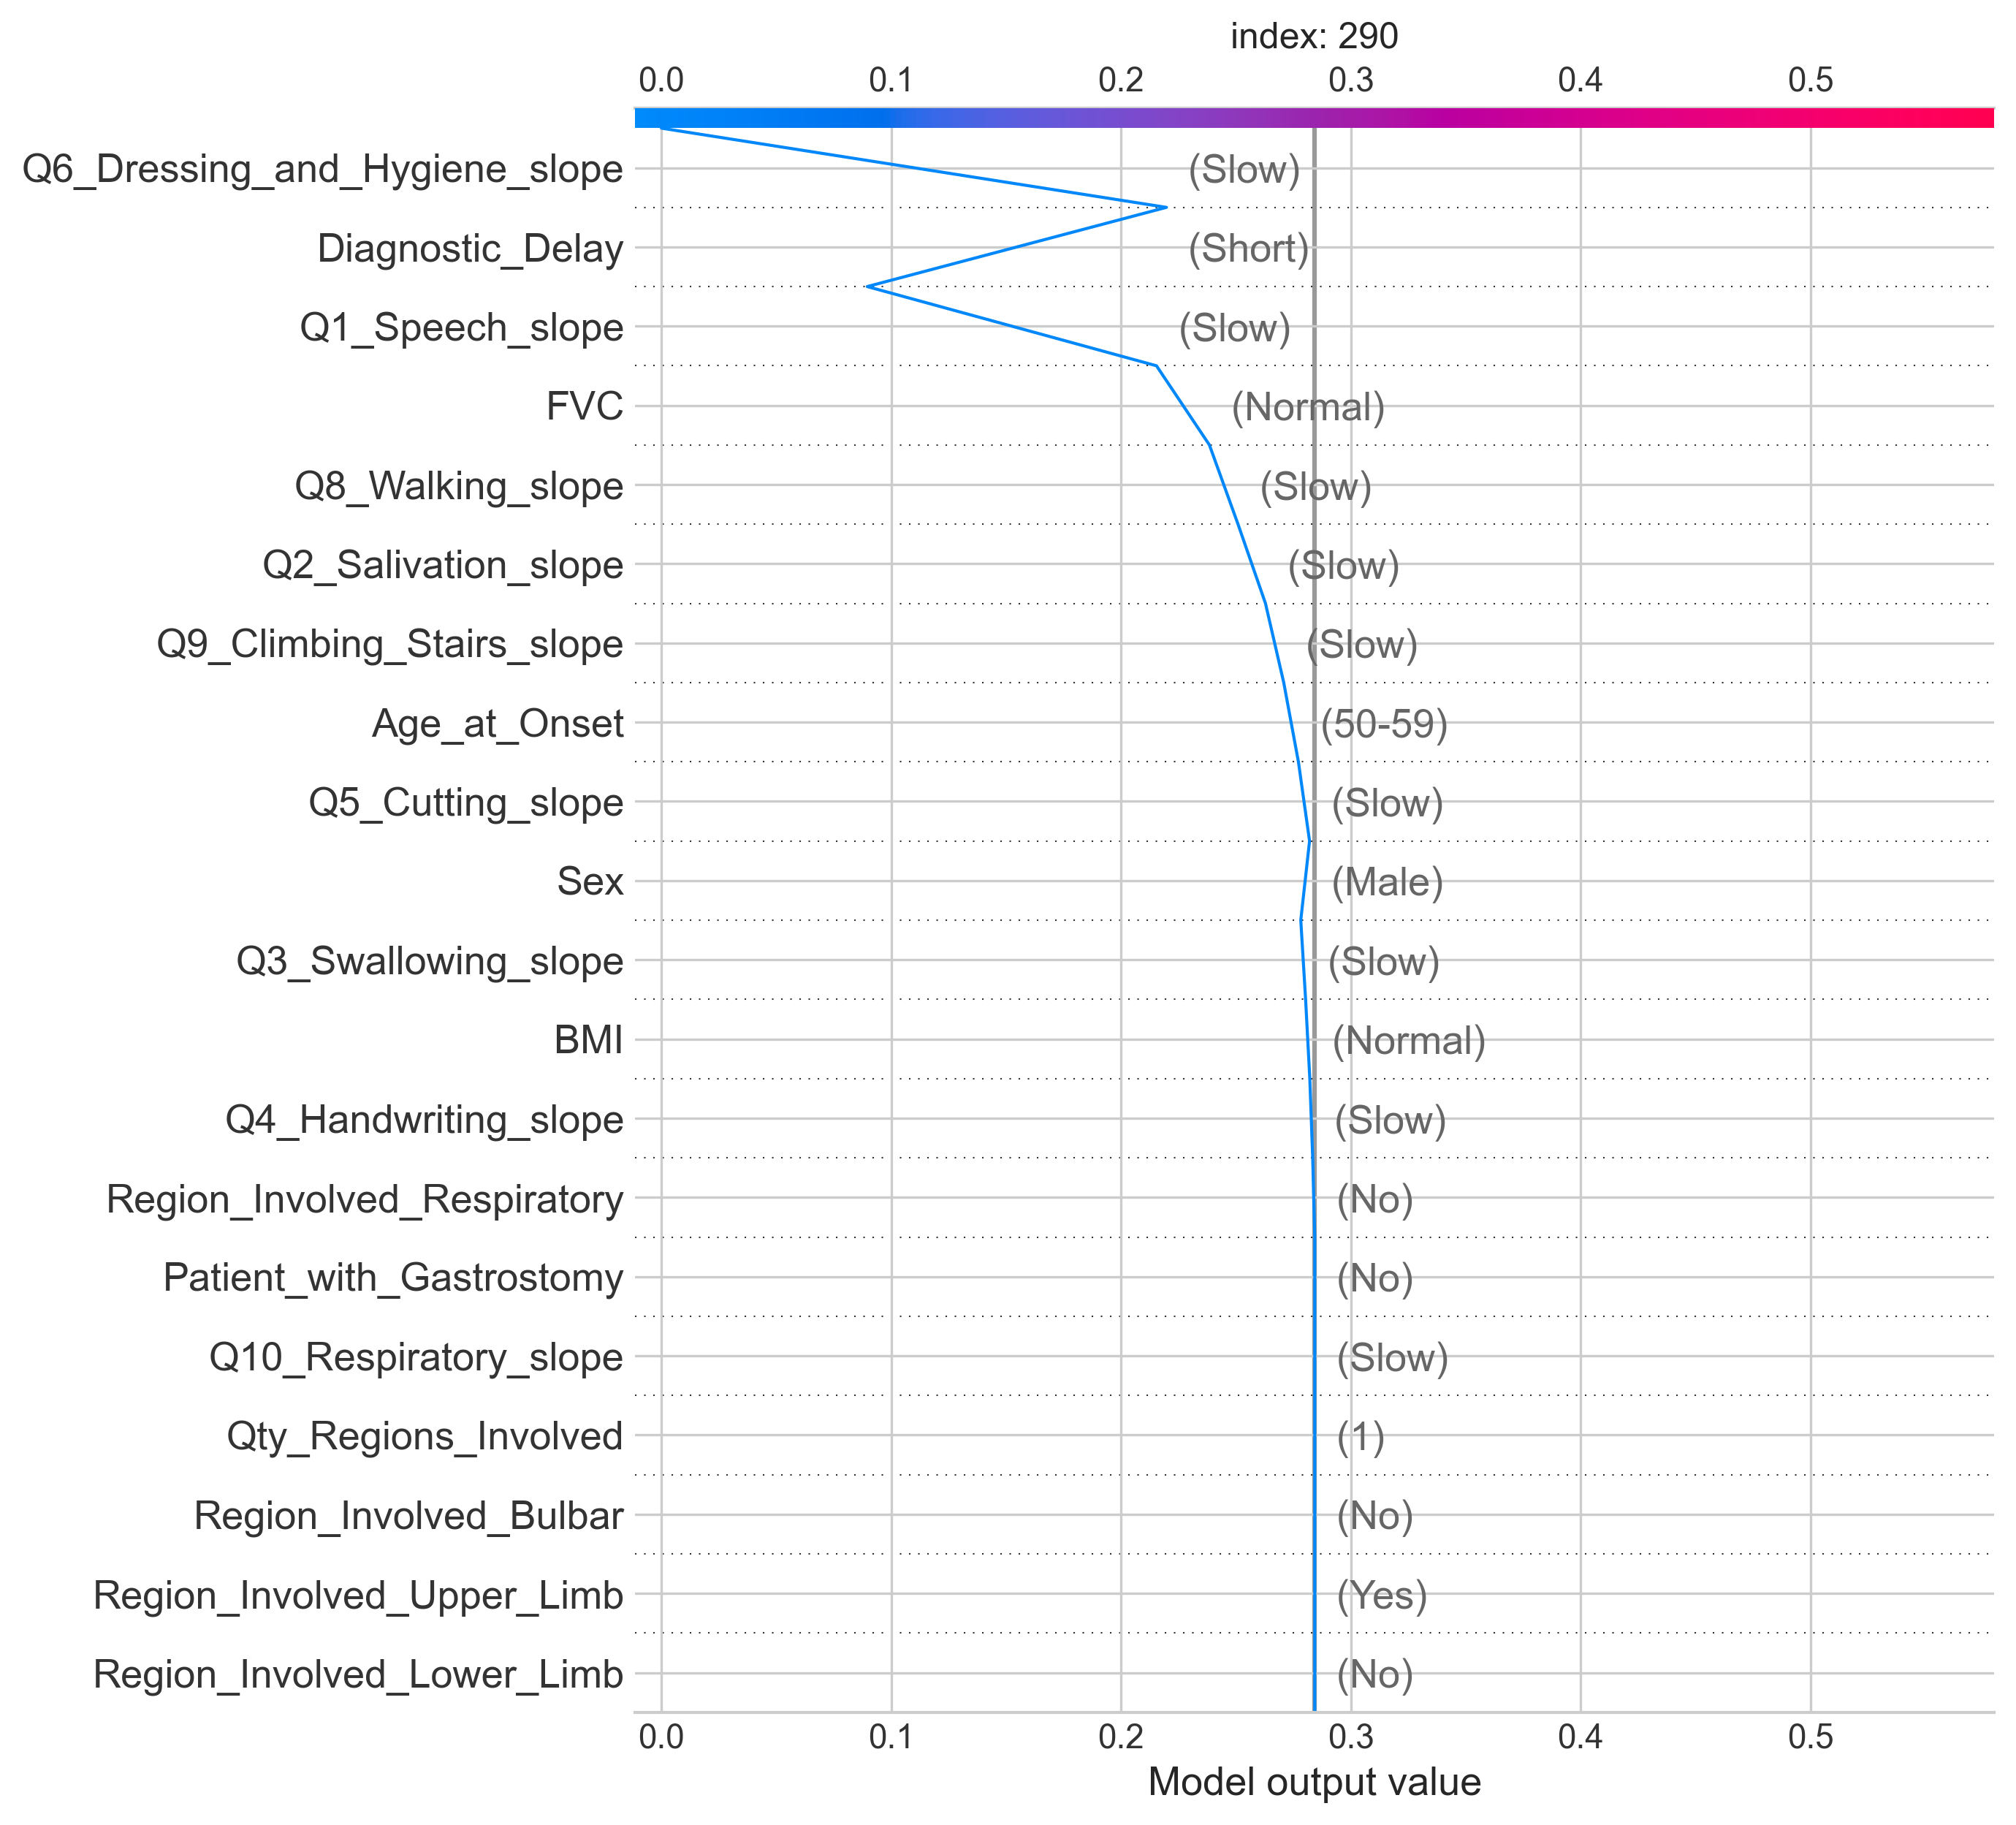 index: 290
0.0 0.1 0.2 0.3 0.4 0.5
Q6_Dressing_and_Hygiene_slope (Slow)
Diagnostic_Delay (Short)
Q1_Speech_slope (Slow)
FVC (Normal)
Q8_Walking_slope (Slow)
Q2_Salivation_slope (Slow)
Q9_Climbing_Stairs_slope (Slow)
Age_at_Onset (50-59)
Q5_Cutting_slope (Slow)
Sex (Male)
Q3_Swallowing_slope (Slow)
BMI (Normal)
Q4_Handwriting_slope (Slow)
Region_Involved_Respiratory (No)
Patient_with_Gastrostomy (No)
Q10_Respiratory_slope (Slow)
Qty_Regions_Involved (1)
Region_Involved_Bulbar (No)
Region_Involved_Upper_Limb (Yes)
Region_Involved_Lower_Limb (No)
0.0 0.1 0.2 0.3 0.4 0.5
Model output value